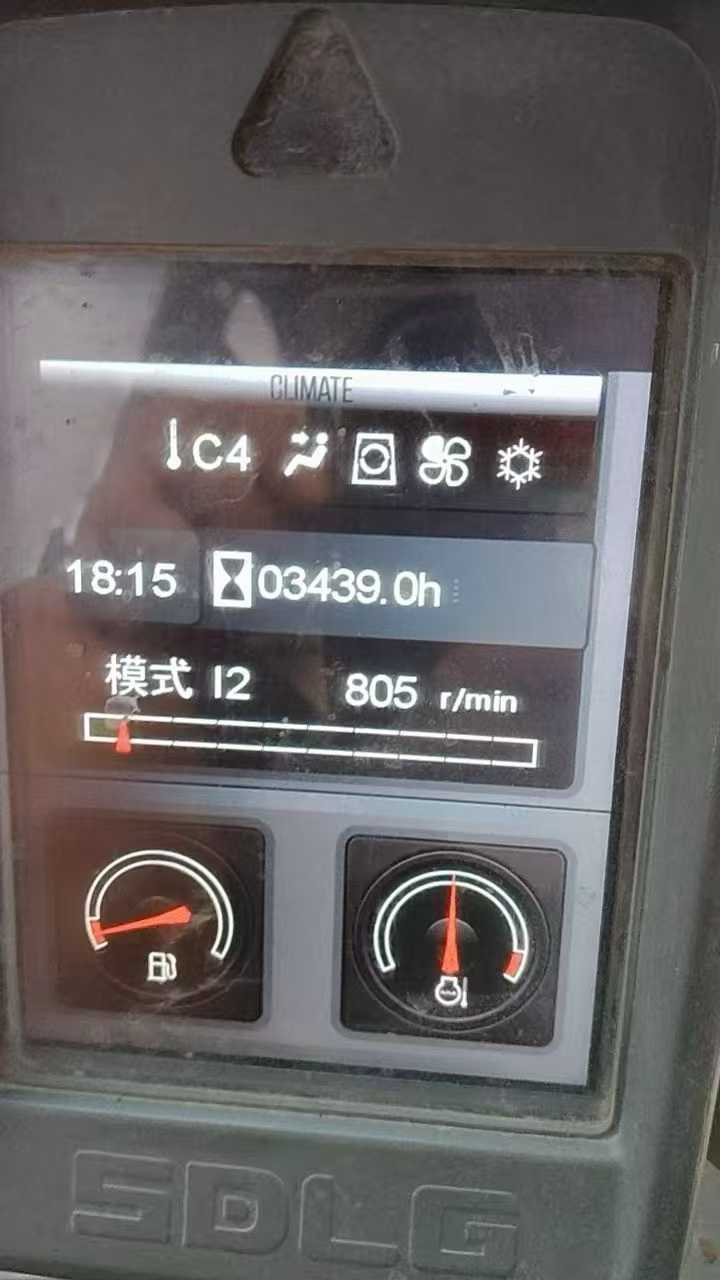 CLIMATE
C4
18:15 03439.0h
模式 I2 805 r/min
SDLG